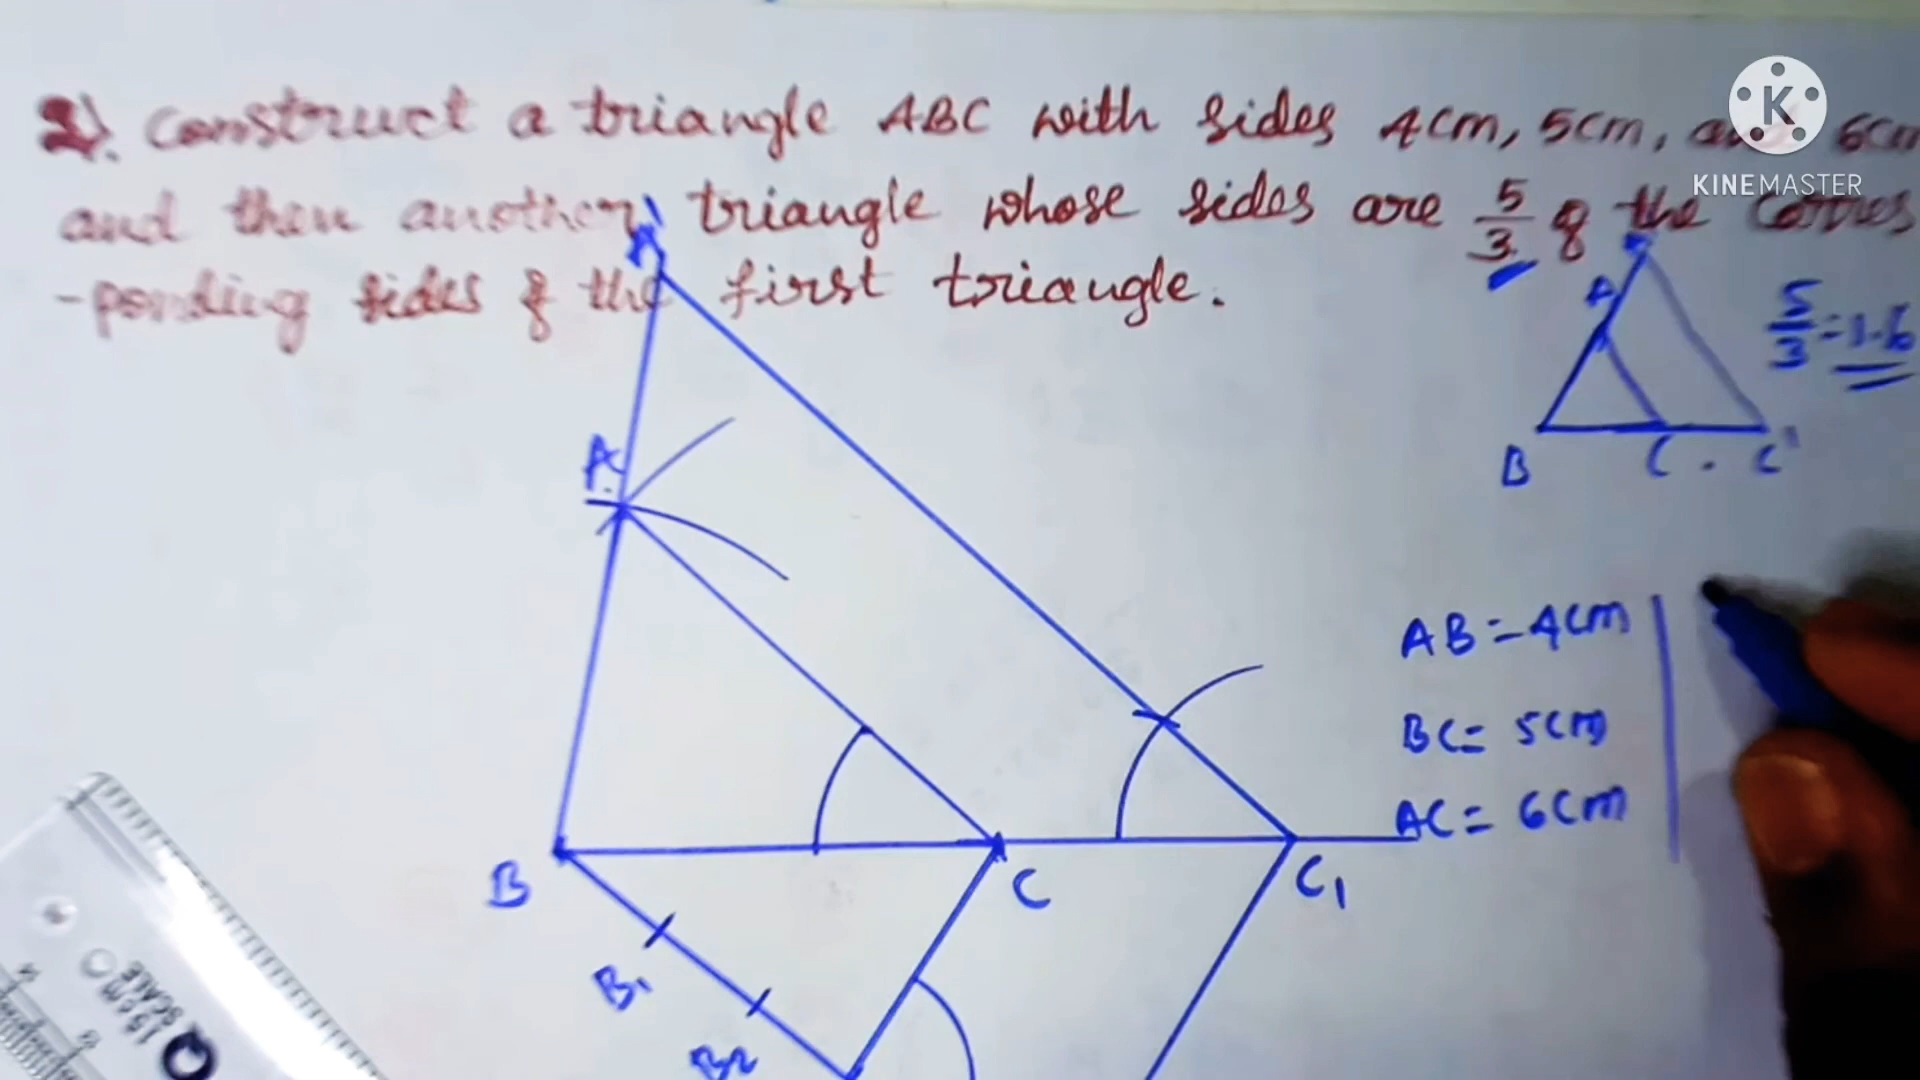 2). Construct a triangle ABC with sides 4cm, 5cm, and 6cm
and then another triangle whose sides are 5/3 of the corres
-ponding sides of the first triangle.
K
KINEMASTER
A'
A
B
C
C'
5/3 = 1.6
A
B
C
C1
B1
B2
AB = 4cm
BC = 5cm
AC = 6cm
15cm
SCALE